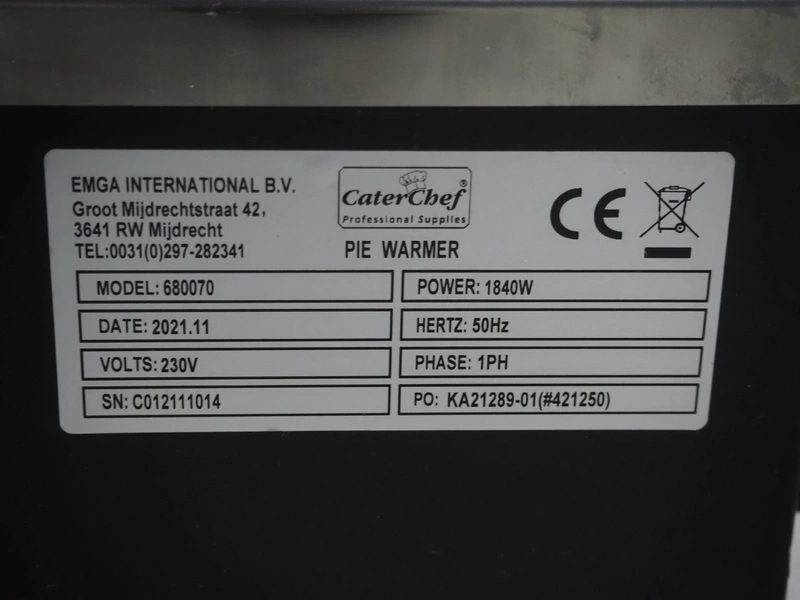 EMGA INTERNATIONAL B.V.
Groot Mijdrechtstraat 42,
3641 RW Mijdrecht
TEL:0031(0)297-282341
CaterChef®
Professional Supplies
PIE WARMER
CE
MODEL: 680070
POWER: 1840W
DATE: 2021.11
HERTZ: 50Hz
VOLTS: 230V
PHASE: 1PH
SN: C012111014
PO: KA21289-01(#421250)